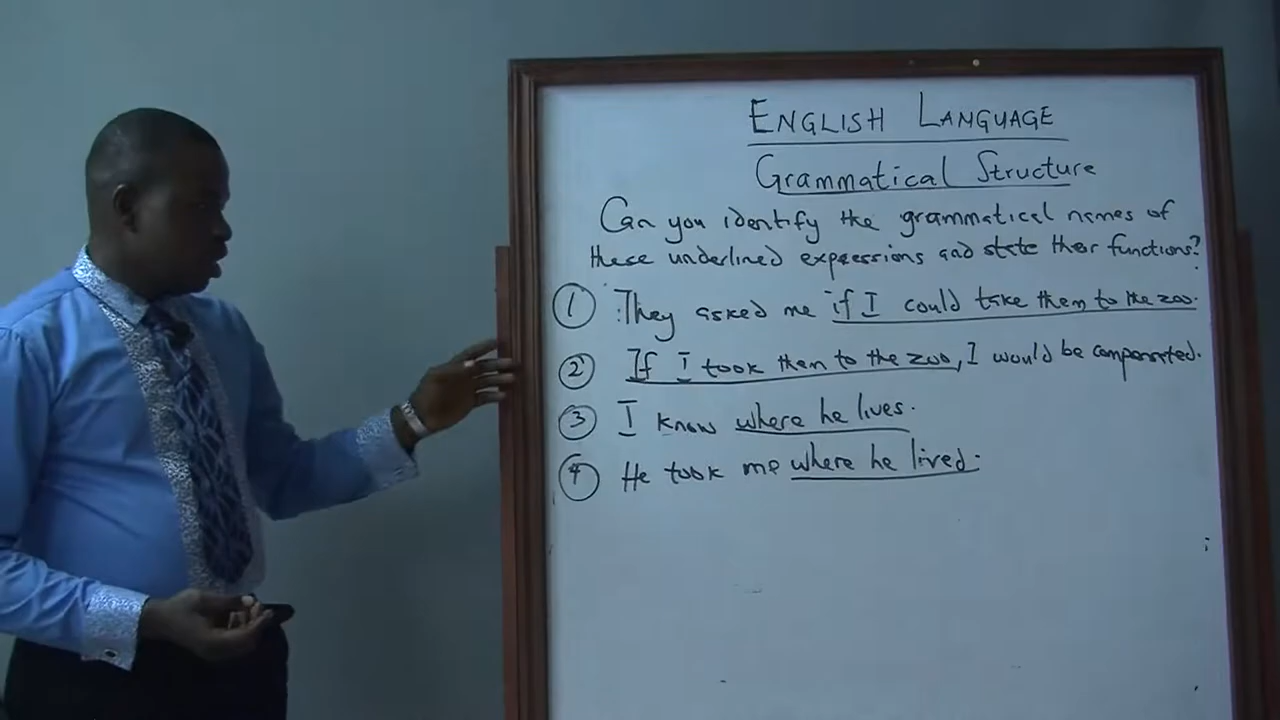 ENGLISH LANGUAGE
Grammatical Structure
Can you identify the grammatical names of
these underlined expressions and state their functions?
① They asked me if I could take them to the zoo.
② If I took them to the zoo, I would be compensated.
③ I know where he lives.
④ He took me where he lived.